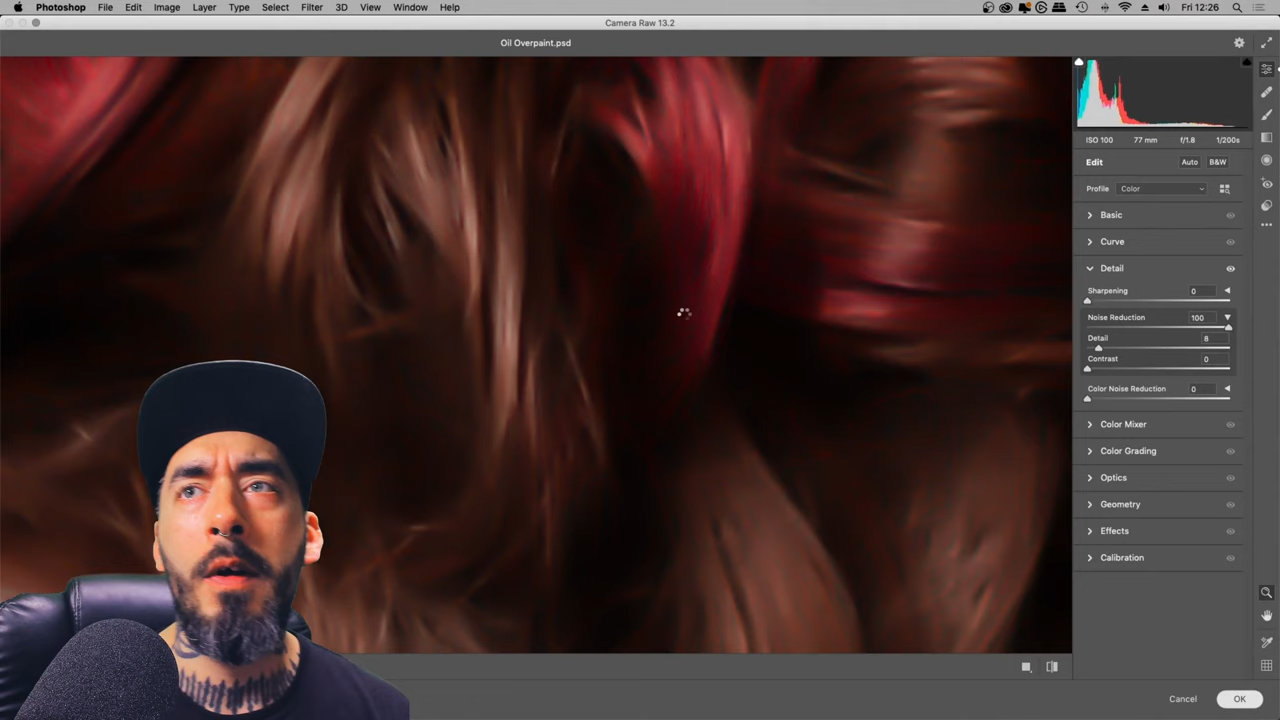 Photoshop File Edit Image Layer Type Select Filter 3D View Window Help Fri 12:26
Camera Raw 13.2
Oil Overpaint.psd
ISO 100 77 mm f/1.8 1/200s
Edit Auto B&W
Profile Color
Basic
Curve
Detail
Sharpening 0
Noise Reduction 100
Detail 8
Contrast 0
Color Noise Reduction 0
Color Mixer
Color Grading
Optics
Geometry
Effects
Calibration
Cancel OK